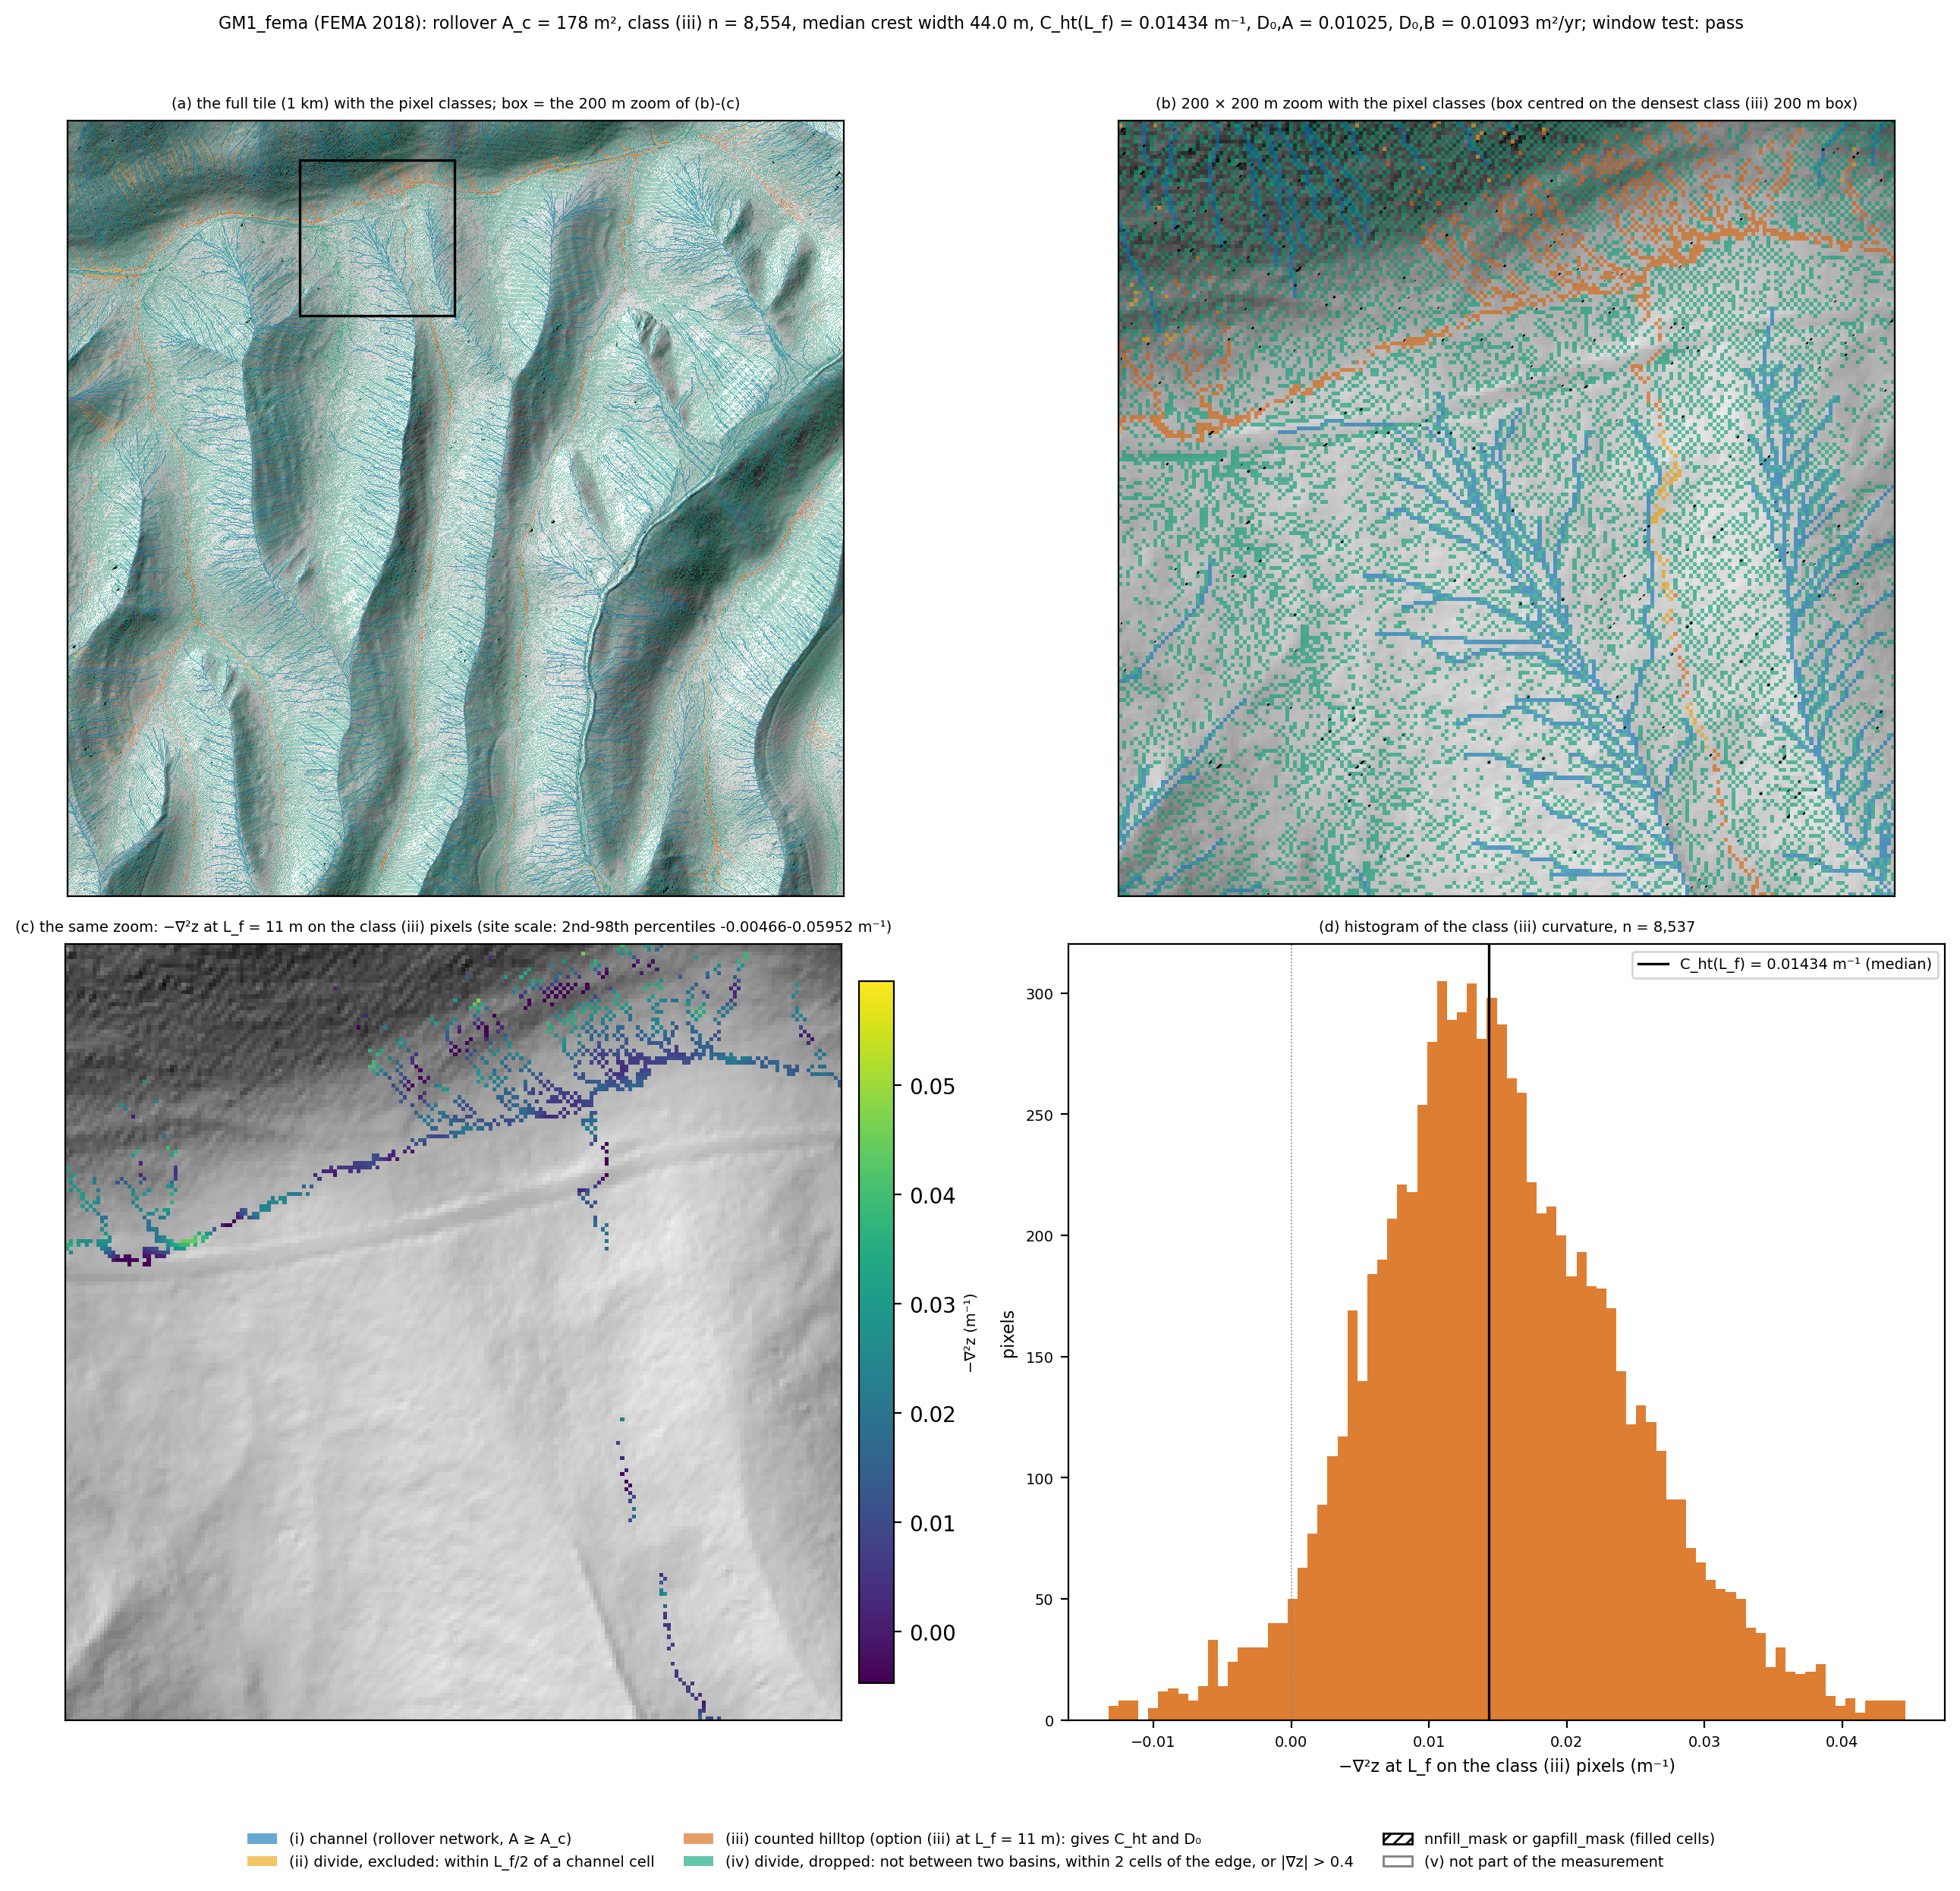 GM1_fema (FEMA 2018): rollover A_c = 178 m², class (iii) n = 8,554, median crest width 44.0 m, C_ht(L_f) = 0.01434 m⁻¹, D₀,A = 0.01025, D₀,B = 0.01093 m²/yr; window test: pass
(a) the full tile (1 km) with the pixel classes; box = the 200 m zoom of (b)-(c)
(b) 200 × 200 m zoom with the pixel classes (box centred on the densest class (iii) 200 m box)
(c) the same zoom: −∇²z at L_f = 11 m on the class (iii) pixels (site scale: 2nd-98th percentiles -0.00466-0.05952 m⁻¹)
0.05
0.04
0.03
0.02
0.01
0.00
−∇²z (m⁻¹)
(d) histogram of the class (iii) curvature, n = 8,537
C_ht(L_f) = 0.01434 m⁻¹ (median)
300
250
200
150
100
50
0
pixels
−0.01 0.00 0.01 0.02 0.03 0.04
−∇²z at L_f on the class (iii) pixels (m⁻¹)
(i) channel (rollover network, A ≥ A_c)
(ii) divide, excluded: within L_f/2 of a channel cell
(iii) counted hilltop (option (iii) at L_f = 11 m): gives C_ht and D₀
(iv) divide, dropped: not between two basins, within 2 cells of the edge, or |∇z| > 0.4
nnfill_mask or gapfill_mask (filled cells)
(v) not part of the measurement